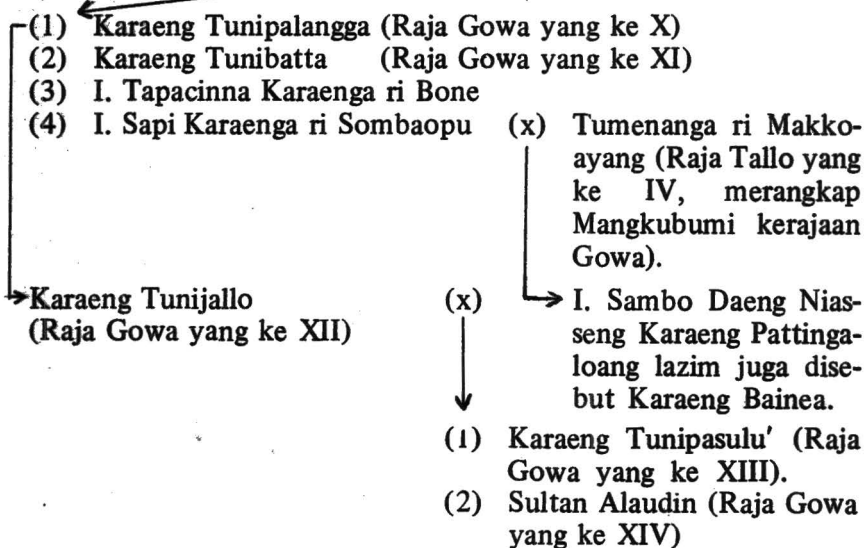 (1) Karaeng Tunipalangga (Raja Gowa yang ke X)
(2) Karaeng Tunibatta (Raja Gowa yang ke XI)
(3) I. Tapacinna Karaenga ri Bone
(4) I. Sapi Karaenga ri Sombaopu (x) Tumenanga ri Makko-
ayang (Raja Tallo yang
ke IV, merangkap
Mangkubumi kerajaan
Gowa).
Karaeng Tunijallo (x) I. Sambo Daeng Nias-
(Raja Gowa yang ke XII) seng Karaeng Pattinga-
loang lazim juga dise-
but Karaeng Bainea.
(1) Karaeng Tunipasulu' (Raja
Gowa yang ke XIII).
(2) Sultan Alaudin (Raja Gowa
yang ke XIV)